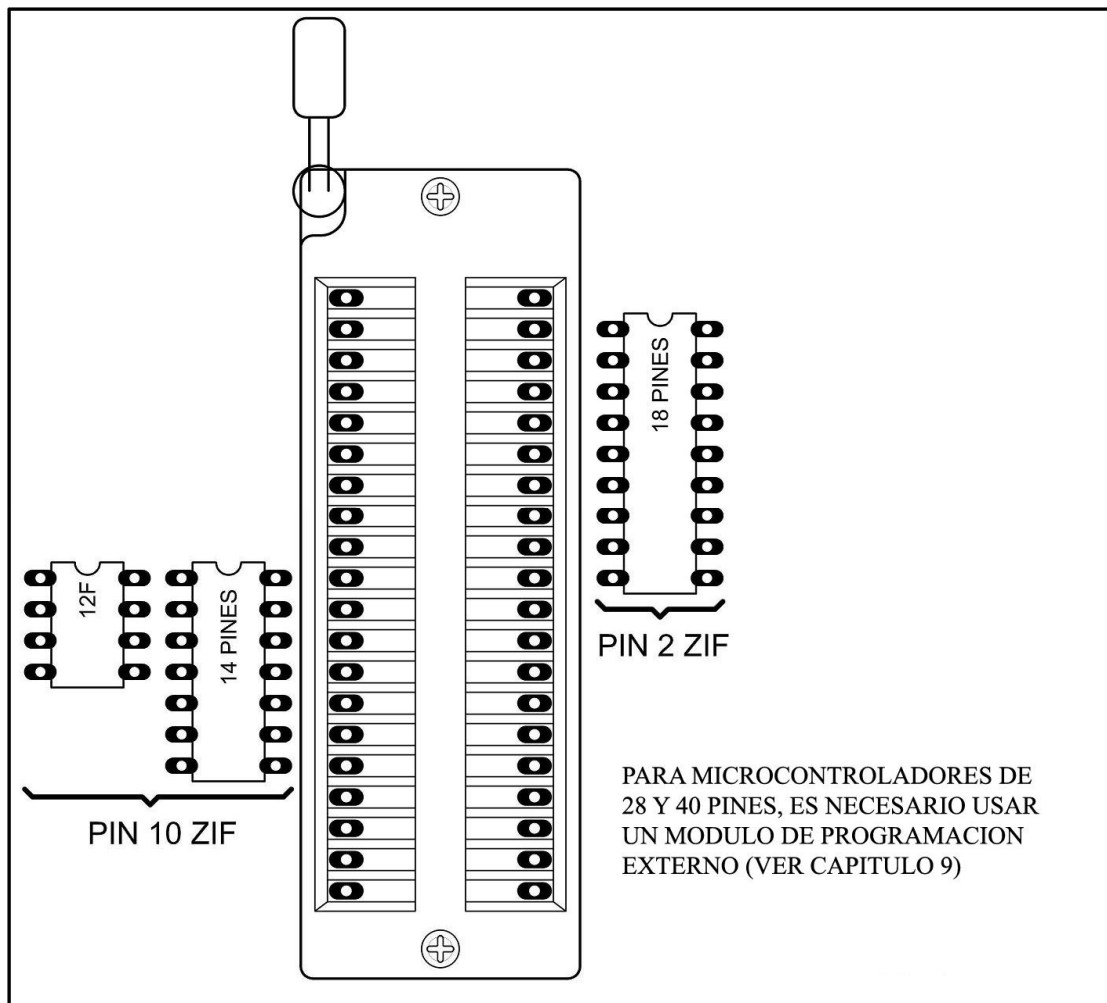 18 PINES
12F
14 PINES
PIN 2 ZIF
PIN 10 ZIF
PARA MICROCONTROLADORES DE
28 Y 40 PINES, ES NECESARIO USAR
UN MODULO DE PROGRAMACION
EXTERNO (VER CAPITULO 9)